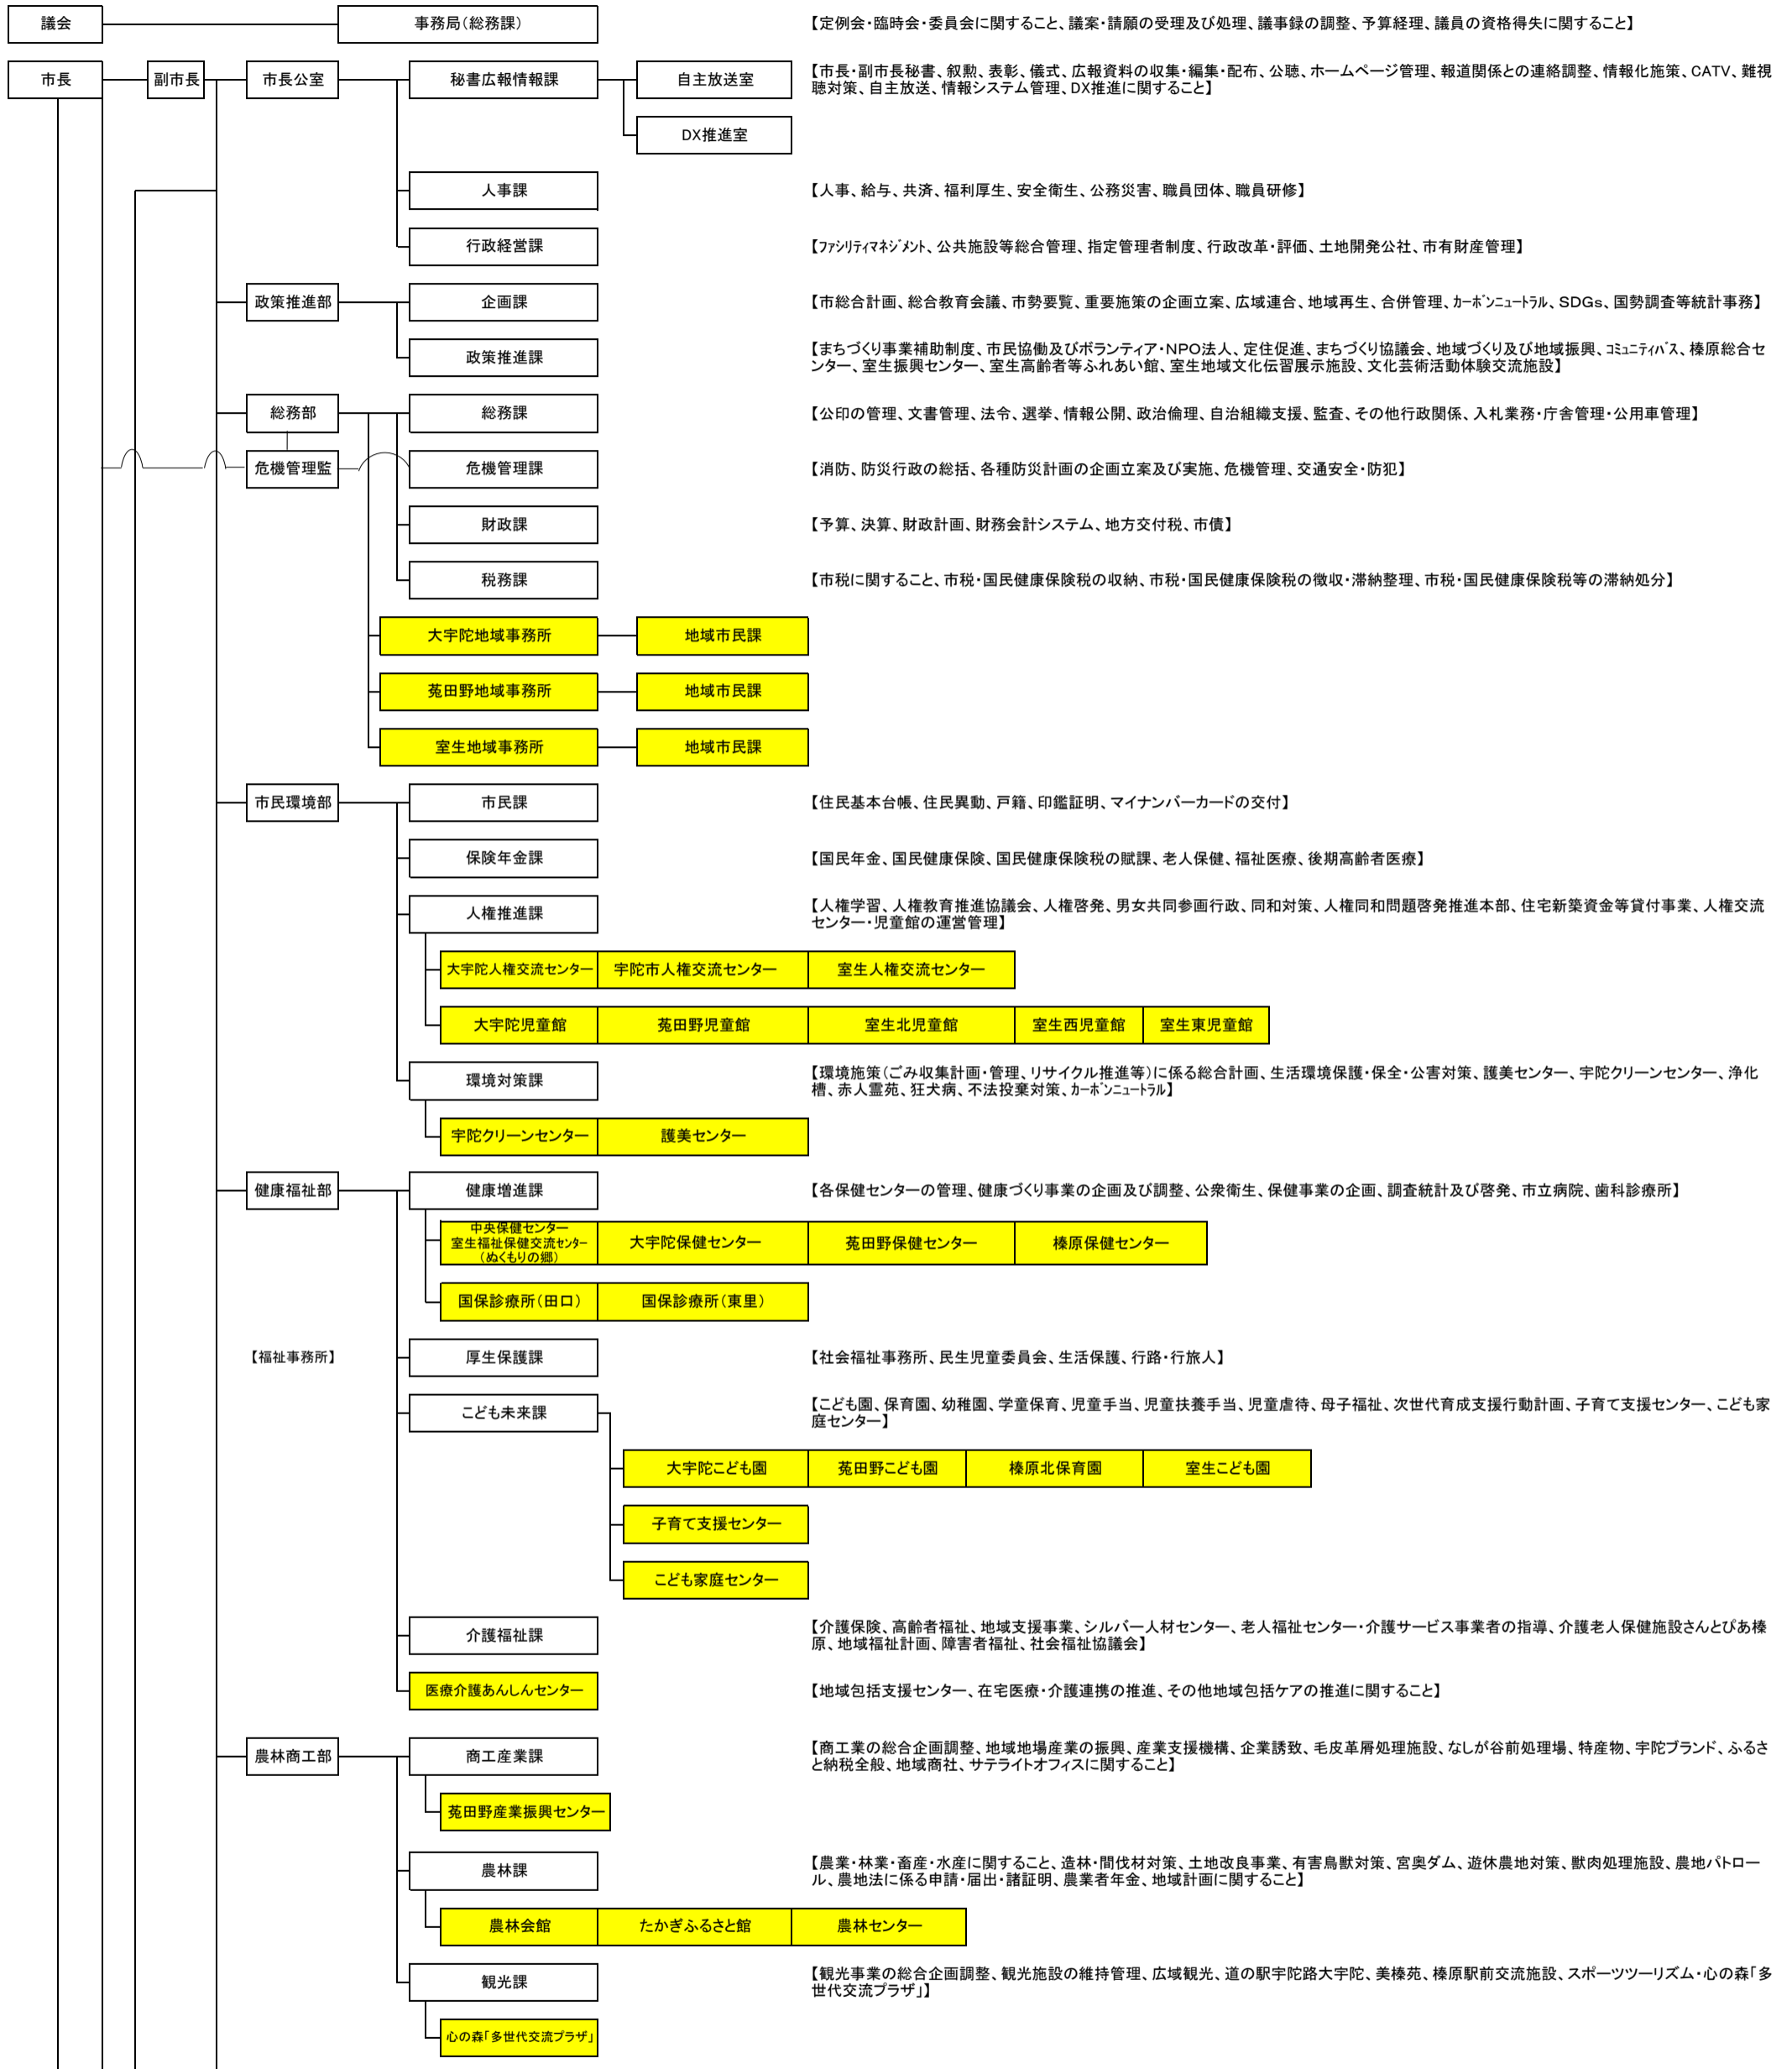 議会
事務局（総務課）
【定例会・臨時会・委員会に関すること、議案・請願の受理及び処理、議事録の調整、予算経理、議員の資格得失に関すること】
市長
副市長
市長公室
秘書広報情報課
自主放送室
【市長・副市長秘書、叙勲、表彰、儀式、広報資料の収集・編集・配布、公聴、ホームページ管理、報道関係との連絡調整、情報化施策、CATV、難視
聴対策、自主放送、情報システム管理、DX推進に関すること】
DX推進室
人事課
【人事、給与、共済、福利厚生、安全衛生、公務災害、職員団体、職員研修】
行政経営課
【ﾌｧｼﾘﾃｨﾏﾈｼﾞﾒﾝﾄ、公共施設等総合管理、指定管理者制度、行政改革・評価、土地開発公社、市有財産管理】
政策推進部
企画課
【市総合計画、総合教育会議、市勢要覧、重要施策の企画立案、広域連合、地域再生、合併管理、ｶｰﾎﾞﾝﾆｭｰﾄﾗﾙ、SDGs、国勢調査等統計事務】
政策推進課
【まちづくり事業補助制度、市民協働及びボランティア・NPO法人、定住促進、まちづくり協議会、地域づくり及び地域振興、ｺﾐｭﾆﾃｨﾊﾞｽ、榛原総合セ
ンター、室生振興センター、室生高齢者等ふれあい館、室生地域文化伝習展示施設、文化芸術活動体験交流施設】
総務部
総務課
【公印の管理、文書管理、法令、選挙、情報公開、政治倫理、自治組織支援、監査、その他行政関係、入札業務・庁舎管理・公用車管理】
危機管理監
危機管理課
【消防、防災行政の総括、各種防災計画の企画立案及び実施、危機管理、交通安全・防犯】
財政課
【予算、決算、財政計画、財務会計システム、地方交付税、市債】
税務課
【市税に関すること、市税・国民健康保険税の収納、市税・国民健康保険税の徴収・滞納整理、市税・国民健康保険税等の滞納処分】
大宇陀地域事務所
地域市民課
菟田野地域事務所
地域市民課
室生地域事務所
地域市民課
市民環境部
市民課
【住民基本台帳、住民異動、戸籍、印鑑証明、マイナンバーカードの交付】
保険年金課
【国民年金、国民健康保険、国民健康保険税の賦課、老人保健、福祉医療、後期高齢者医療】
人権推進課
【人権学習、人権教育推進協議会、人権啓発、男女共同参画行政、同和対策、人権同和問題啓発推進本部、住宅新築資金等貸付事業、人権交流
センター・児童館の運営管理】
大宇陀人権交流センター
宇陀市人権交流センター
室生人権交流センター
大宇陀児童館
菟田野児童館
室生北児童館
室生西児童館
室生東児童館
環境対策課
【環境施策（ごみ収集計画・管理、リサイクル推進等）に係る総合計画、生活環境保護・保全・公害対策、護美センター、宇陀クリーンセンター、浄化
槽、赤人霊苑、狂犬病、不法投棄対策、ｶｰﾎﾞﾝﾆｭｰﾄﾗﾙ】
宇陀クリーンセンター
護美センター
健康福祉部
健康増進課
【各保健センターの管理、健康づくり事業の企画及び調整、公衆衛生、保健事業の企画、調査統計及び啓発、市立病院、歯科診療所】
中央保健センター
室生福祉保健交流ｾﾝﾀｰ
（ぬくもりの郷）
大宇陀保健センター
菟田野保健センター
榛原保健センター
国保診療所（田口）
国保診療所（東里）
【福祉事務所】
厚生保護課
【社会福祉事務所、民生児童委員会、生活保護、行路・行旅人】
こども未来課
【こども園、保育園、幼稚園、学童保育、児童手当、児童扶養手当、児童虐待、母子福祉、次世代育成支援行動計画、子育て支援センター、こども家
庭センター】
大宇陀こども園
菟田野こども園
榛原北保育園
室生こども園
子育て支援センター
こども家庭センター
介護福祉課
【介護保険、高齢者福祉、地域支援事業、シルバー人材センター、老人福祉センター・介護サービス事業者の指導、介護老人保健施設さんとぴあ榛
原、地域福祉計画、障害者福祉、社会福祉協議会】
医療介護あんしんセンター
【地域包括支援センター、在宅医療・介護連携の推進、その他地域包括ケアの推進に関すること】
農林商工部
商工産業課
【商工業の総合企画調整、地域地場産業の振興、産業支援機構、企業誘致、毛皮革屑処理施設、なしが谷前処理場、特産物、宇陀ブランド、ふるさ
と納税全般、地域商社、サテライトオフィスに関すること】
菟田野産業振興センター
農林課
【農業・林業・畜産・水産に関すること、造林・間伐材対策、土地改良事業、有害鳥獣対策、宮奥ダム、遊休農地対策、獣肉処理施設、農地パトロー
ル、農地法に係る申請・届出・諸証明、農業者年金、地域計画に関すること】
農林会館
たかぎふるさと館
農林センター
観光課
【観光事業の総合企画調整、観光施設の維持管理、広域観光、道の駅宇陀路大宇陀、美榛苑、榛原駅前交流施設、スポーツツーリズム・心の森「多
世代交流プラザ」】
心の森「多世代交流プラザ」